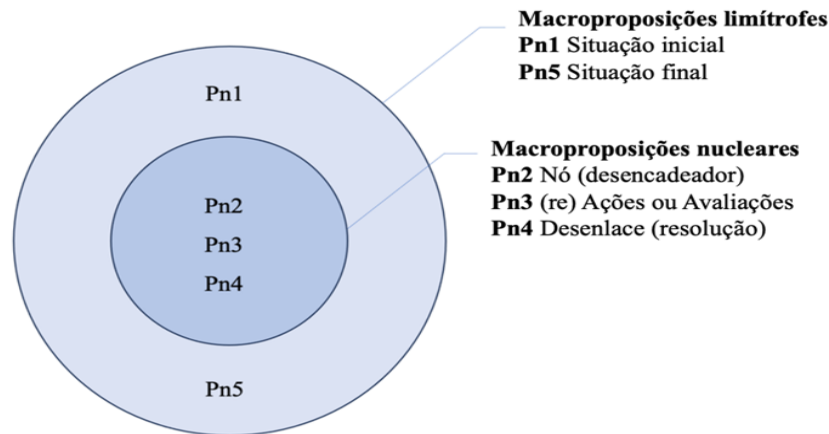 Macroproposições limítrofes
Pn1 Situação inicial
Pn5 Situação final
Macroproposições nucleares
Pn2 Nó (desencadeador)
Pn3 (re) Ações ou Avaliações
Pn4 Desenlace (resolução)
Pn1
Pn2
Pn3
Pn4
Pn5